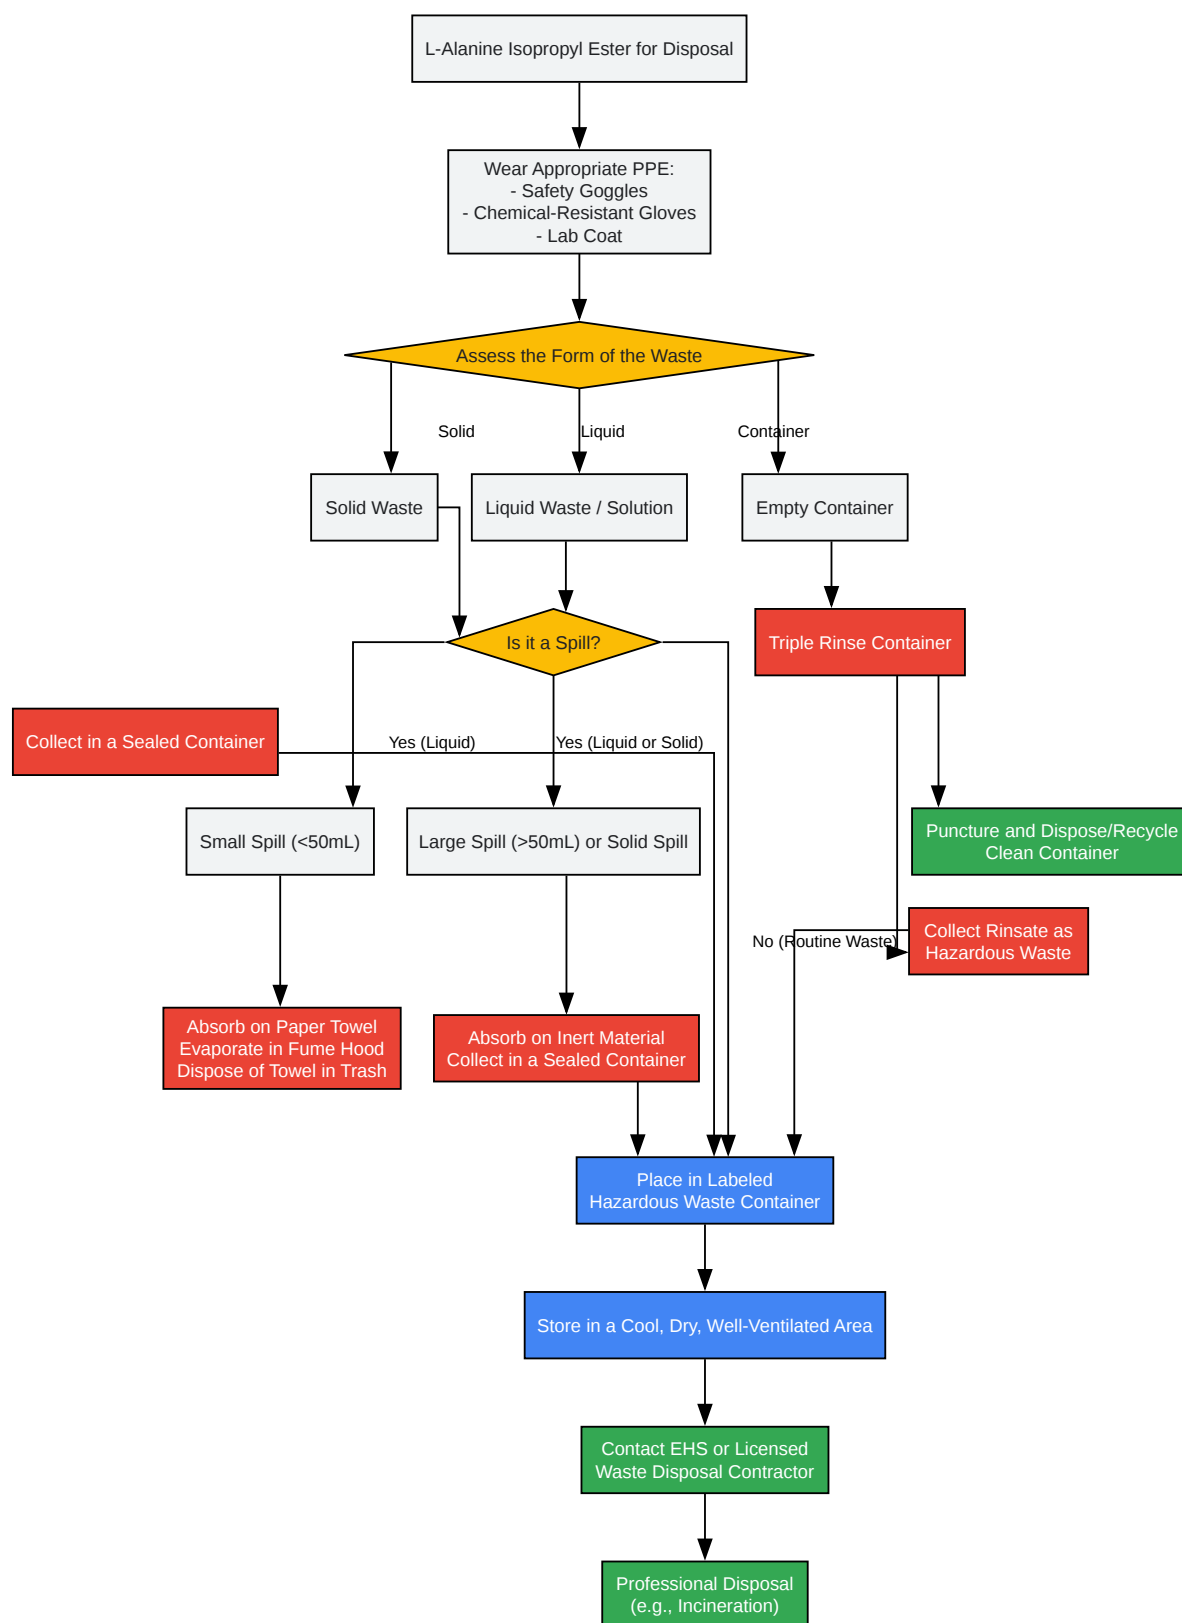 L-Alanine Isopropyl Ester for Disposal
Wear Appropriate PPE:
- Safety Goggles
- Chemical-Resistant Gloves
- Lab Coat
Assess the Form of the Waste
Solid
Liquid
Container
Solid Waste
Liquid Waste / Solution
Empty Container
Is it a Spill?
Triple Rinse Container
Collect in a Sealed Container
Yes (Liquid)
Yes (Liquid or Solid)
Small Spill (<50mL)
Large Spill (>50mL) or Solid Spill
Puncture and Dispose/Recycle
Clean Container
No (Routine Waste)
Collect Rinsate as
Hazardous Waste
Absorb on Paper Towel
Evaporate in Fume Hood
Dispose of Towel in Trash
Absorb on Inert Material
Collect in a Sealed Container
Place in Labeled
Hazardous Waste Container
Store in a Cool, Dry, Well-Ventilated Area
Contact EHS or Licensed
Waste Disposal Contractor
Professional Disposal
(e.g., Incineration)